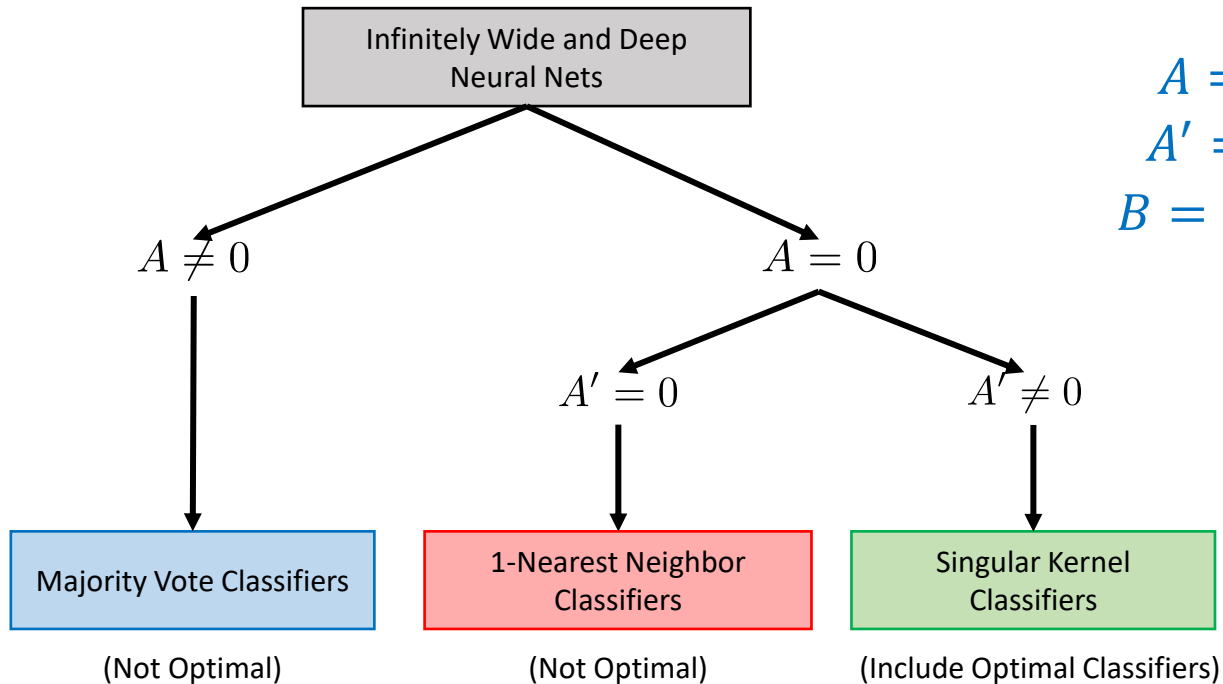 Infinitely Wide and Deep
Neural Nets
A =
A′ =
B =
A ≠ 0
A = 0
A′ = 0
A′ ≠ 0
Majority Vote Classifiers
1-Nearest Neighbor
Classifiers
Singular Kernel
Classifiers
(Not Optimal)
(Not Optimal)
(Include Optimal Classifiers)